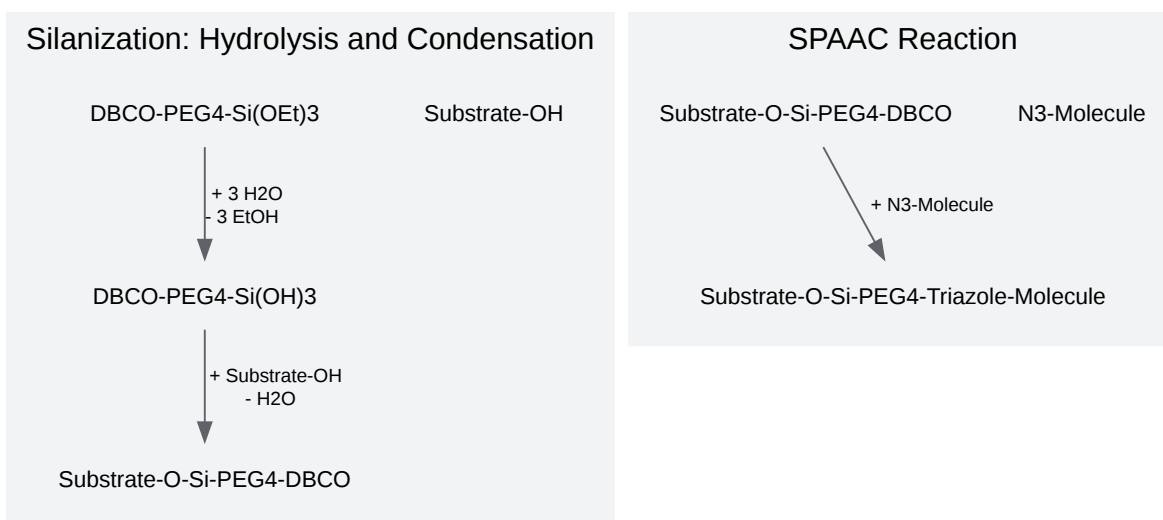 Silanization: Hydrolysis and Condensation
DBCO-PEG4-Si(OEt)3
Substrate-OH
+ 3 H2O
- 3 EtOH
DBCO-PEG4-Si(OH)3
+ Substrate-OH
- H2O
Substrate-O-Si-PEG4-DBCO
SPAAC Reaction
Substrate-O-Si-PEG4-DBCO
N3-Molecule
+ N3-Molecule
Substrate-O-Si-PEG4-Triazole-Molecule